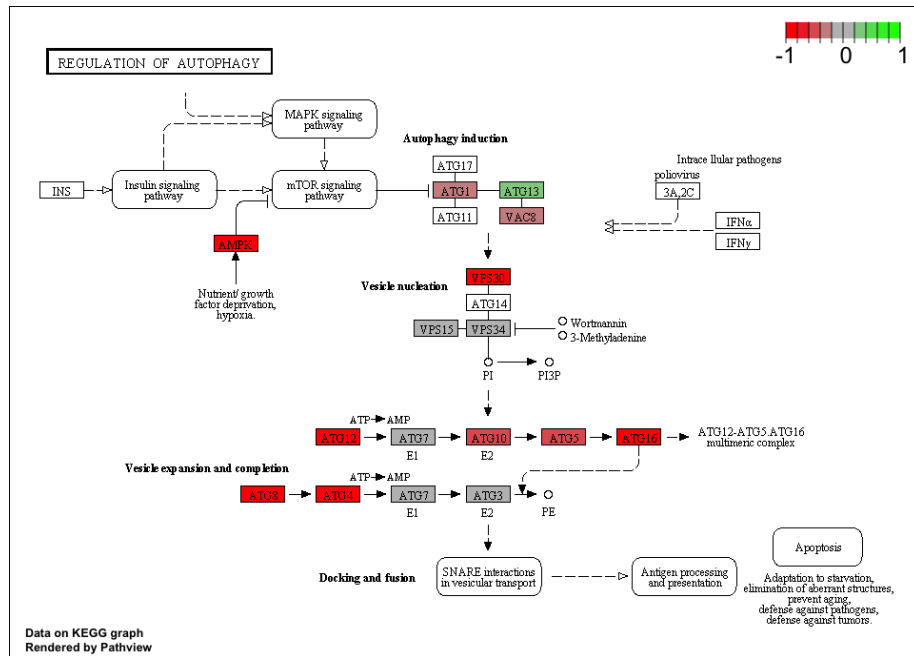 -1 0 1
REGULATION OF AUTOPHAGY
MAPK signaling
pathway
Autophagy induction
ATG17
Intrace llular pathogens
poliovirus
INS
Insulin signaling
pathway
mTOR signaling
pathway
ATG1
ATG13
3A,2C
ATG11
VAC8
IFNα
IFNγ
AMPK
Nutrient/ growth
factor deprivation,
hypoxia.
Vesicle nucleation
VPS30
ATG14
VPS15
VPS34
Wortmannin
3-Methyladenine
PI
PI3P
ATP
AMP
ATG12
ATG7
ATG10
ATG5
ATG16
ATG12-ATG5.ATG16
multimeric complex
E1
E2
Vesicle expansion and completion
ATP
AMP
ATG8
ATG4
ATG7
ATG3
PE
E1
E2
Docking and fusion
SNARE interactions
in vesicular transport
Antigen processing
and presentation
Apoptosis
Adaptation to starvation,
elimination of aberrant structures,
prevent aging,
defense against pathogens,
defense against tumors.
Data on KEGG graph
Rendered by Pathview